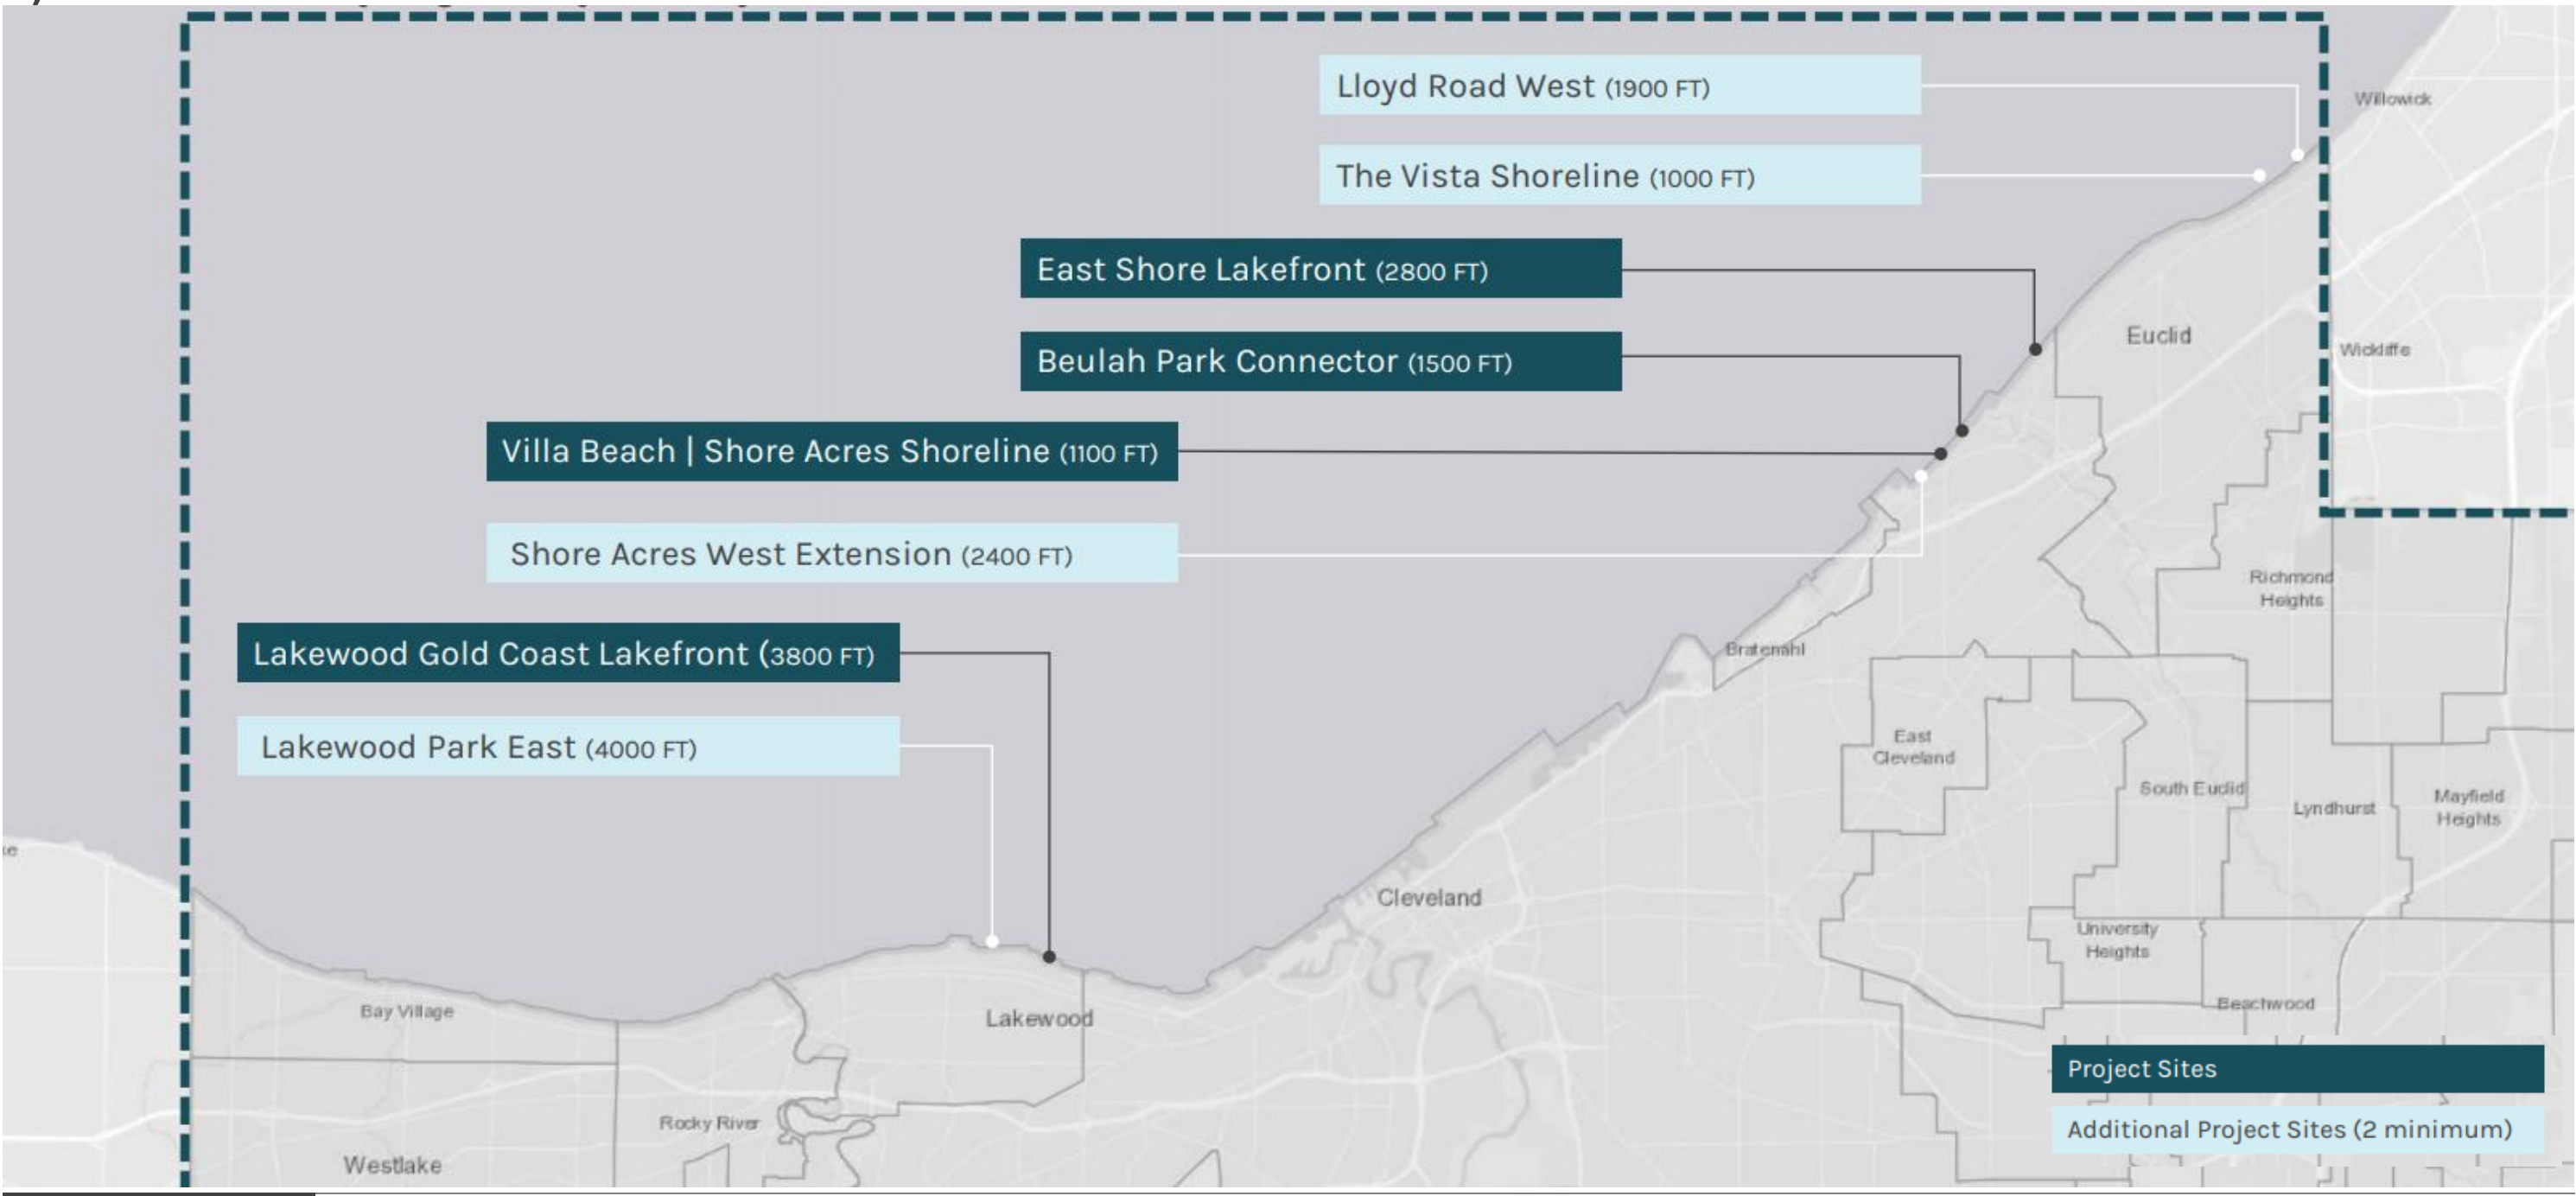 Lloyd Road West (1900 FT)
Willowick
The Vista Shoreline (1000 FT)
East Shore Lakefront (2800 FT)
Euclid
Wickliffe
Beulah Park Connector (1500 FT)
Villa Beach | Shore Acres Shoreline (1100 FT)
Shore Acres West Extension (2400 FT)
Richmond
Heights
Lakewood Gold Coast Lakefront (3800 FT)
Bratenahl
Lakewood Park East (4000 FT)
East
Cleveland
South Euclid
Lyndhurst
Mayfield
Heights
ke
Cleveland
University
Heights
Bay Village
Lakewood
Beachwood
Project Sites
Rocky River
Additional Project Sites (2 minimum)
Westlake